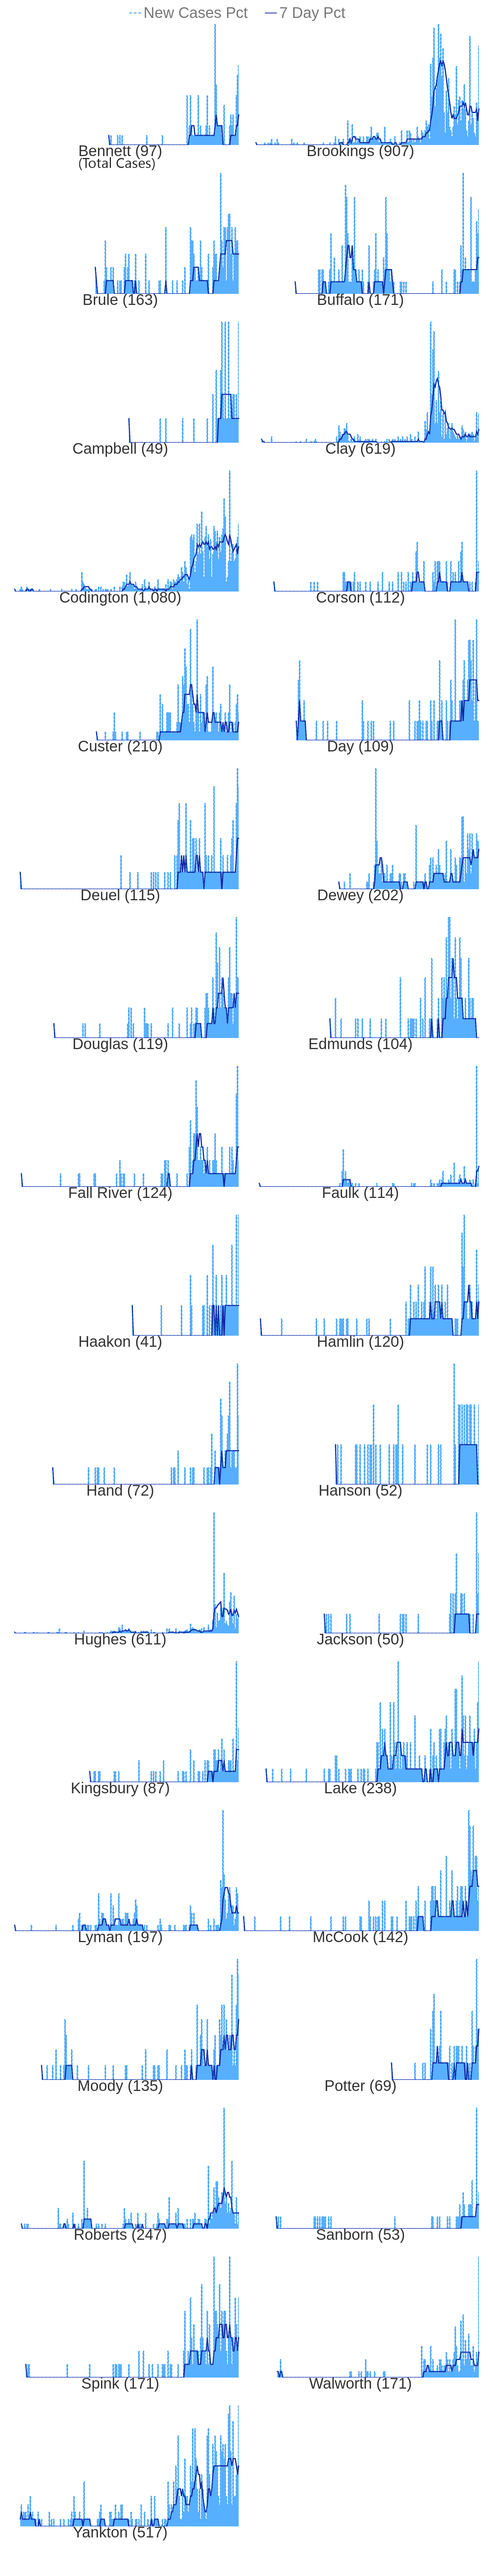 New Cases Pct 7 Day Pct
Bennett (97) Brookings (907)
(Total Cases)
Brule (163) Buffalo (171)
Campbell (49) Clay (619)
Codington (1,080) Corson (112)
Custer (210) Day (109)
Deuel (115) Dewey (202)
Douglas (119) Edmunds (104)
Fall River (124) Faulk (114)
Haakon (41) Hamlin (120)
Hand (72) Hanson (52)
Hughes (611) Jackson (50)
Kingsbury (87) Lake (238)
Lyman (197) McCook (142)
Moody (135) Potter (69)
Roberts (247) Sanborn (53)
Spink (171) Walworth (171)
Yankton (517)